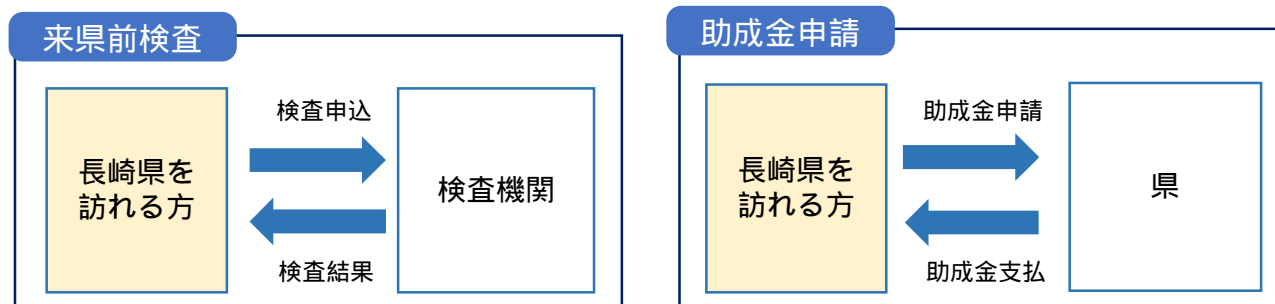 来県前検査
長崎県を
訪れる方
検査申込
検査結果
検査機関
助成金申請
長崎県を
訪れる方
助成金申請
助成金支払
県